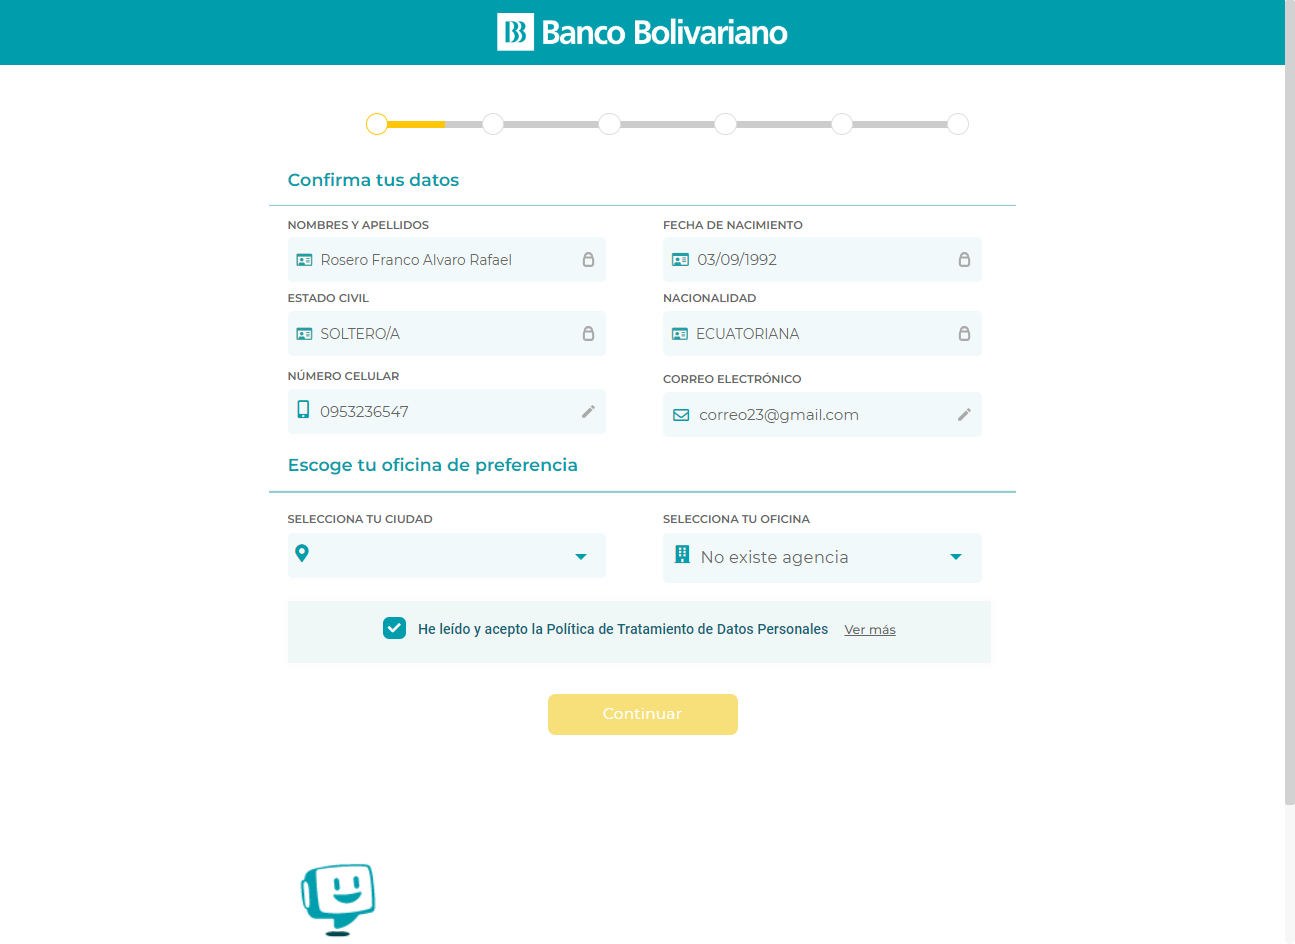 Banco Bolivariano
Confirma tus datos
NOMBRES Y APELLIDOS
Rosero Franco Alvaro Rafael
FECHA DE NACIMIENTO
03/09/1992
ESTADO CIVIL
SOLTERO/A
NACIONALIDAD
ECUATORIANA
NÚMERO CELULAR
0953236547
CORREO ELECTRÓNICO
correo23@gmail.com
Escoge tu oficina de preferencia
SELECCIONA TU CIUDAD
SELECCIONA TU OFICINA
No existe agencia
He leído y acepto la Política de Tratamiento de Datos Personales Ver más
Continuar